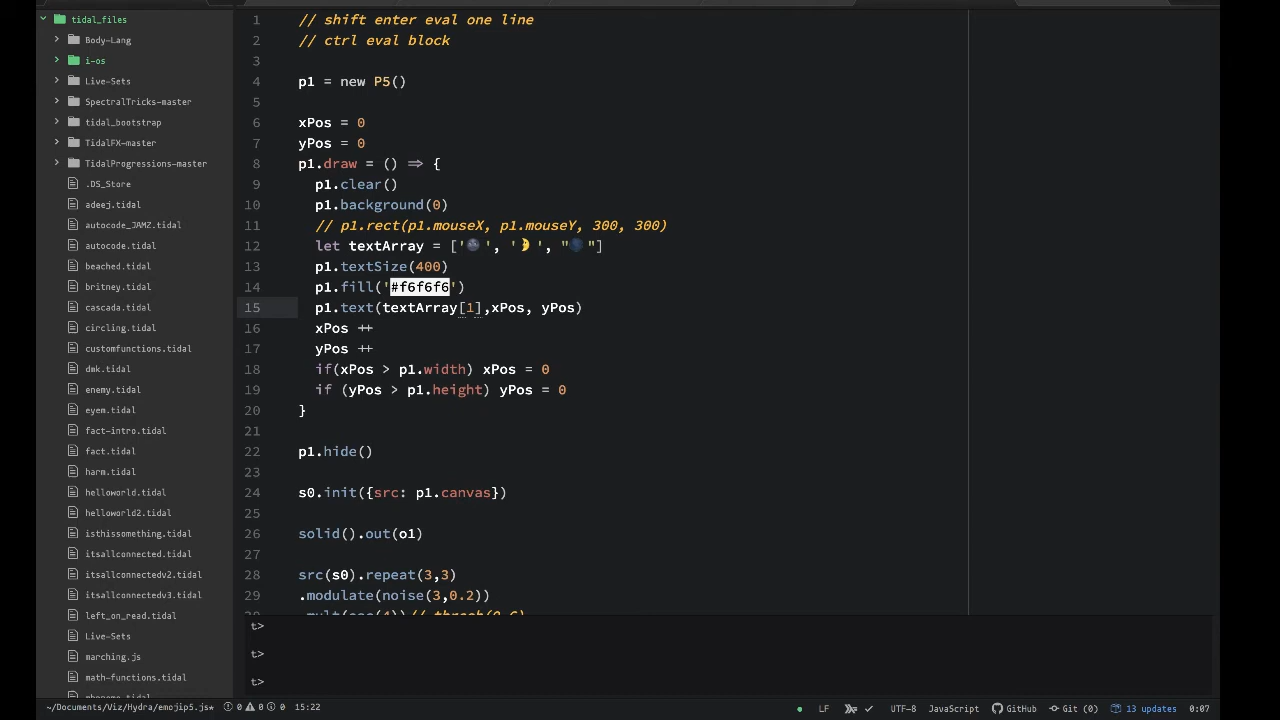 tidal_files
Body-Lang
i-os
Live-Sets
SpectralTricks-master
tidal_bootstrap
TidalFX-master
TidalProgressions-master
.DS_Store
adeej.tidal
autocode_JAMZ.tidal
autocode.tidal
beached.tidal
britney.tidal
cascada.tidal
circling.tidal
customfunctions.tidal
dmk.tidal
enemy.tidal
eyem.tidal
fact-intro.tidal
fact.tidal
harm.tidal
helloworld.tidal
helloworld2.tidal
isthissomething.tidal
itsallconnected.tidal
itsallconnectedv2.tidal
itsallconnectedv3.tidal
left_on_read.tidal
Live-Sets
marching.js
math-functions.tidal
1 // shift enter eval one line
2 // ctrl eval block
3
4 p1 = new P5()
5
6 xPos = 0
7 yPos = 0
8 p1.draw = () => {
9 p1.clear()
10 p1.background(0)
11 // p1.rect(p1.mouseX, p1.mouseY, 300, 300)
12 let textArray = ['🌚', '🌛', "🌑"]
13 p1.textSize(400)
14 p1.fill('#f6f6f6')
15 p1.text(textArray[1],xPos, yPos)
16 xPos ++
17 yPos ++
18 if(xPos > p1.width) xPos = 0
19 if (yPos > p1.height) yPos = 0
20 }
21
22 p1.hide()
23
24 s0.init({src: p1.canvas})
25
26 solid().out(o1)
27
28 src(s0).repeat(3,3)
29 .modulate(noise(3,0.2))
t>
t>
t>
~/Documents/Viz/Hydra/emojip5.js* 0 0 0 15:22 LF UTF-8 JavaScript GitHub Git (0) 13 updates 0:07